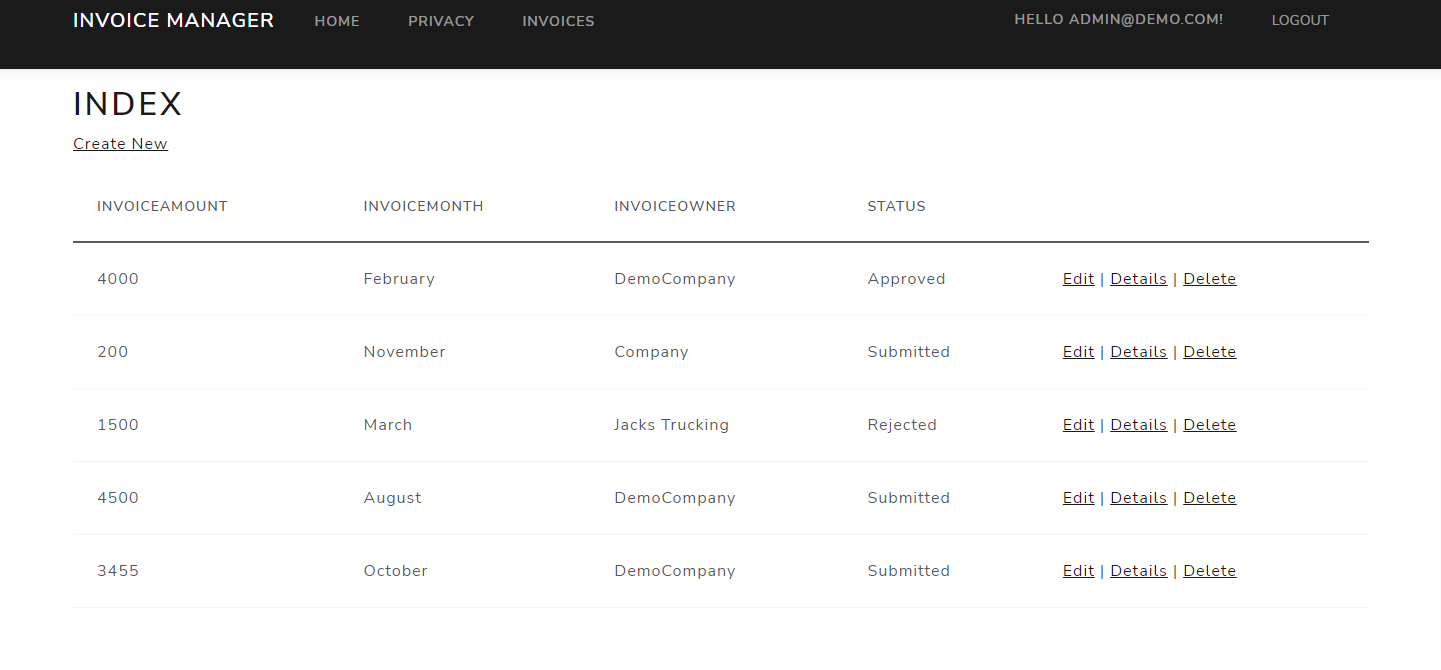 INVOICE MANAGER HOME PRIVACY INVOICES HELLO ADMIN@DEMO.COM! LOGOUT
INDEX
Create New
INVOICEAMOUNT INVOICEMONTH INVOICEOWNER STATUS
4000 February DemoCompany Approved Edit | Details | Delete
200 November Company Submitted Edit | Details | Delete
1500 March Jacks Trucking Rejected Edit | Details | Delete
4500 August DemoCompany Submitted Edit | Details | Delete
3455 October DemoCompany Submitted Edit | Details | Delete